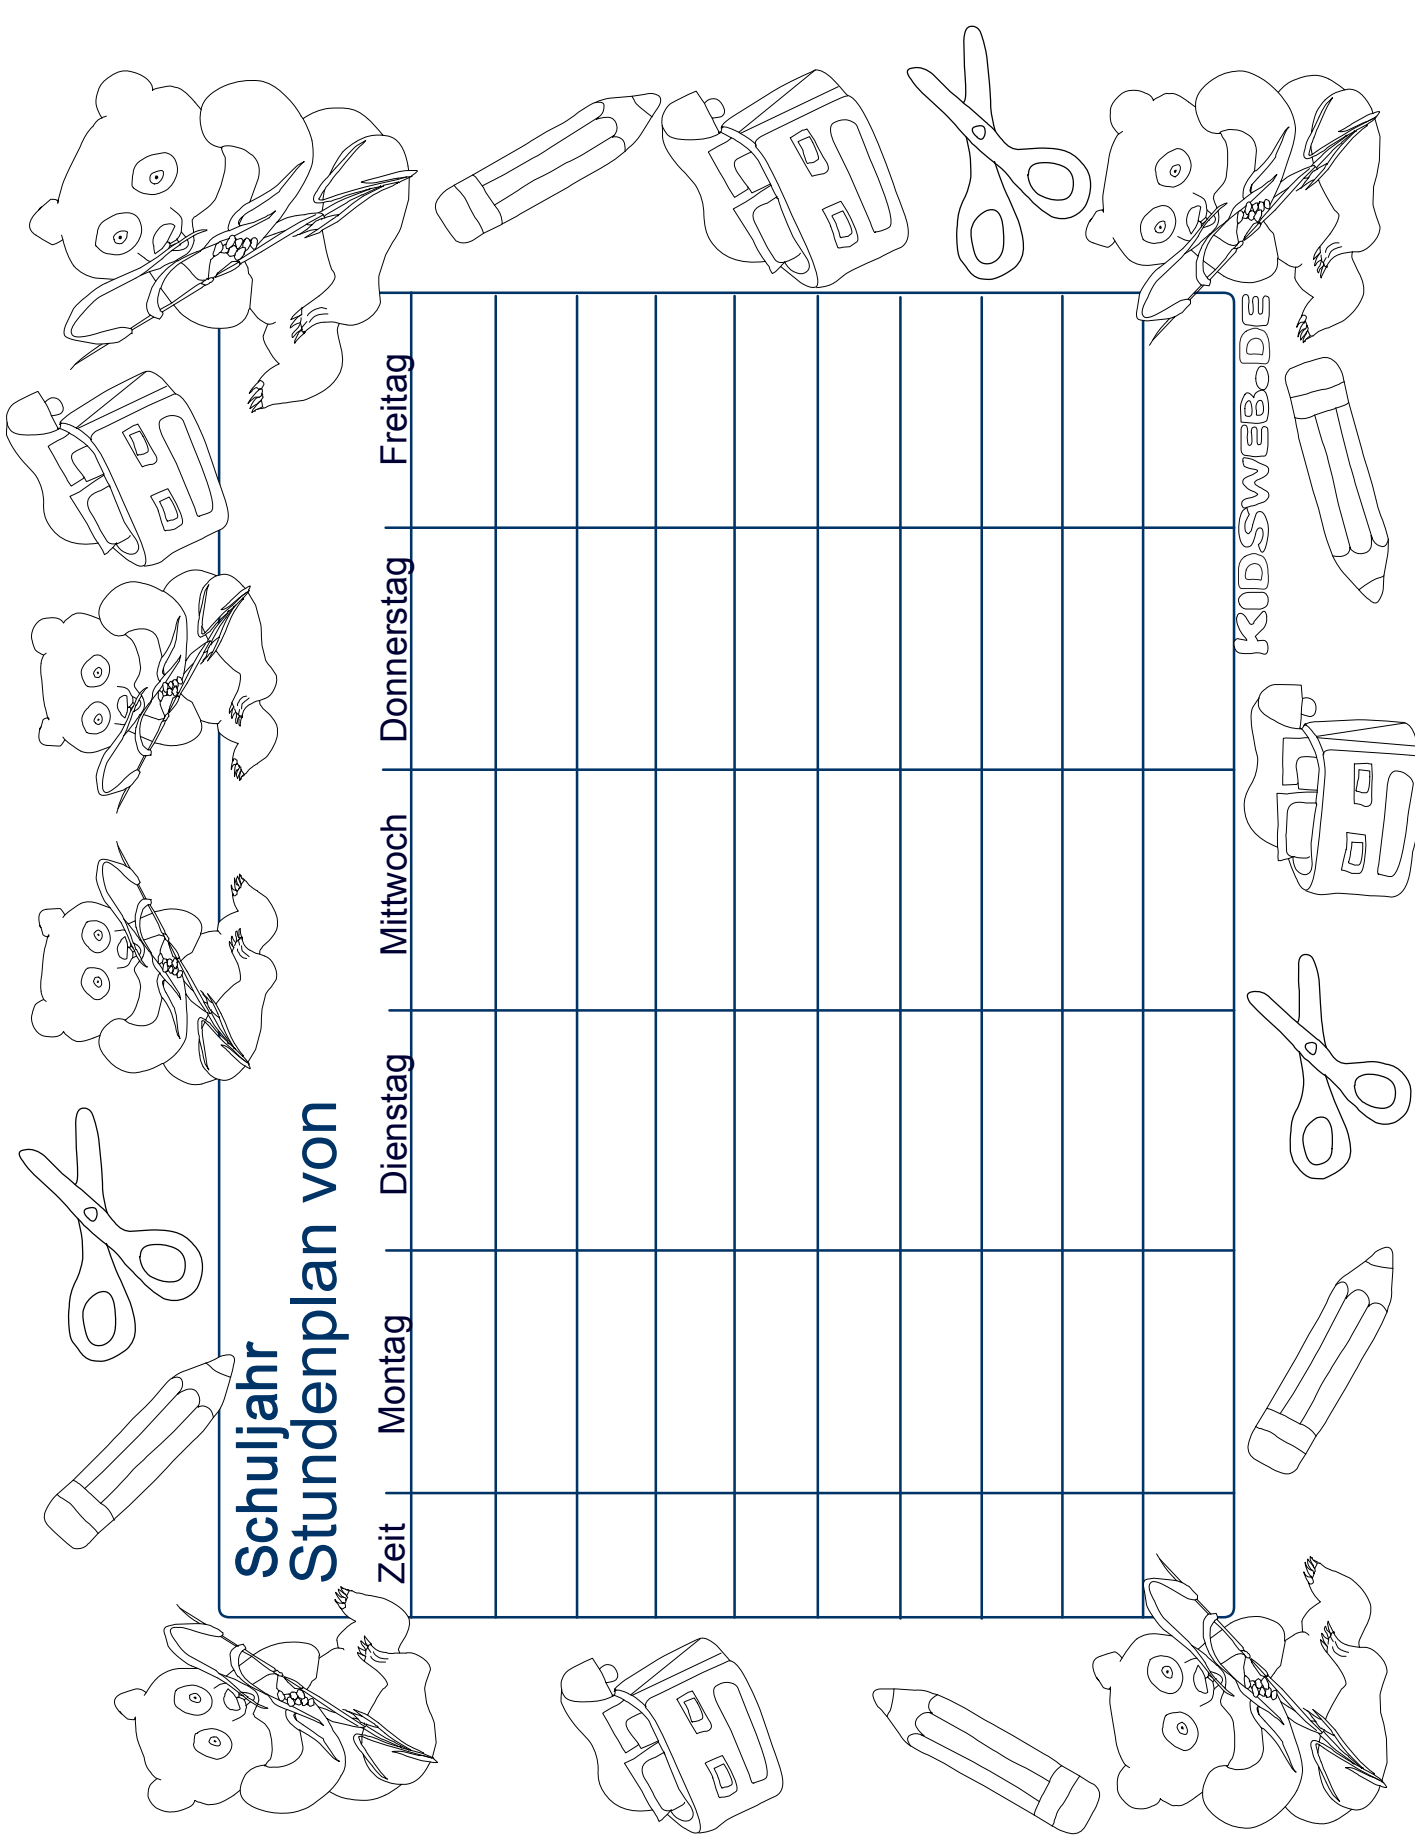 Schuljahr
Stundenplan von
Zeit
Montag
Dienstag
Mittwoch
Donnerstag
Freitag
KIDSWEB.DE